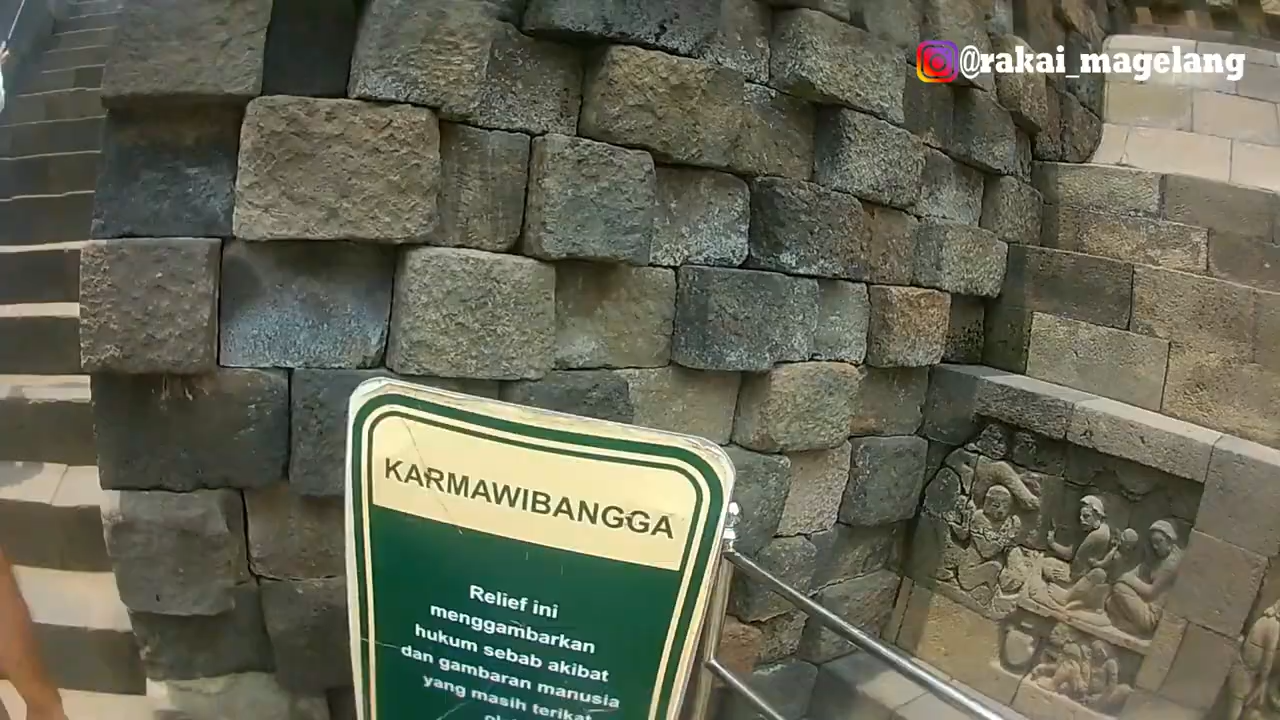 @rakai_magelang
KARMAWIBANGGA
Relief ini
menggambarkan
hukum sebab akibat
dan gambaran manusia
yang masih terikat